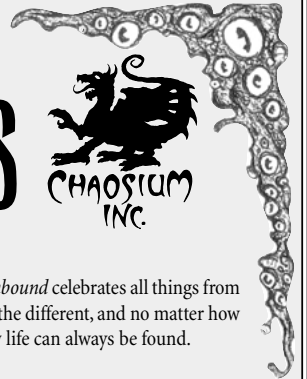 S
CHAOSIUM
INC.
bound celebrates all things from
the different, and no matter how
life can always be found.